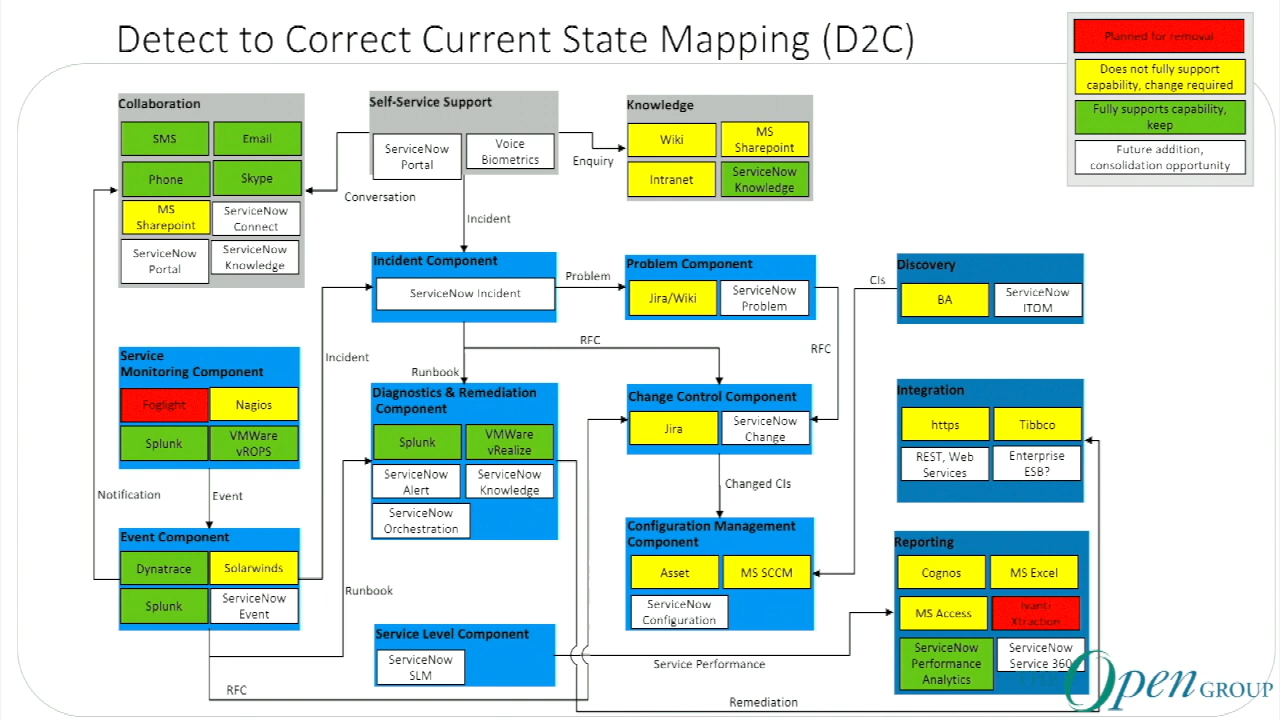 Detect to Correct Current State Mapping (D2C)
Planned for removal
Does not fully support
capability, change required
Fully supports capability,
keep
Future addition,
consolidation opportunity
Collaboration
SMS
Email
Phone
Skype
MS
Sharepoint
ServiceNow
Connect
ServiceNow
Portal
ServiceNow
Knowledge
Self-Service Support
ServiceNow
Portal
Voice
Biometrics
Knowledge
Wiki
MS
Sharepoint
Intranet
ServiceNow
Knowledge
Enquiry
Conversation
Incident
Incident Component
ServiceNow Incident
Problem
Problem Component
Jira/Wiki
ServiceNow
Problem
CIs
Discovery
BA
ServiceNow
ITOM
RFC
RFC
Runbook
Incident
Service
Monitoring Component
Foglight
Nagios
Splunk
VMWare
vROPS
Diagnostics & Remediation
Component
Splunk
VMWare
vRealize
ServiceNow
Alert
ServiceNow
Knowledge
ServiceNow
Orchestration
Change Control Component
Jira
ServiceNow
Change
Changed CIs
Integration
https
Tibbco
REST, Web
Services
Enterprise
ESB?
Notification
Event
Event Component
Dynatrace
Solarwinds
Splunk
ServiceNow
Event
Runbook
Configuration Management
Component
Asset
MS SCCM
ServiceNow
Configuration
Reporting
Cognos
MS Excel
MS Access
Ivanti
Xtraction
ServiceNow
Performance
Analytics
ServiceNow
Service 360
Service Level Component
ServiceNow
SLM
Service Performance
RFC
Remediation
THE Open GROUP